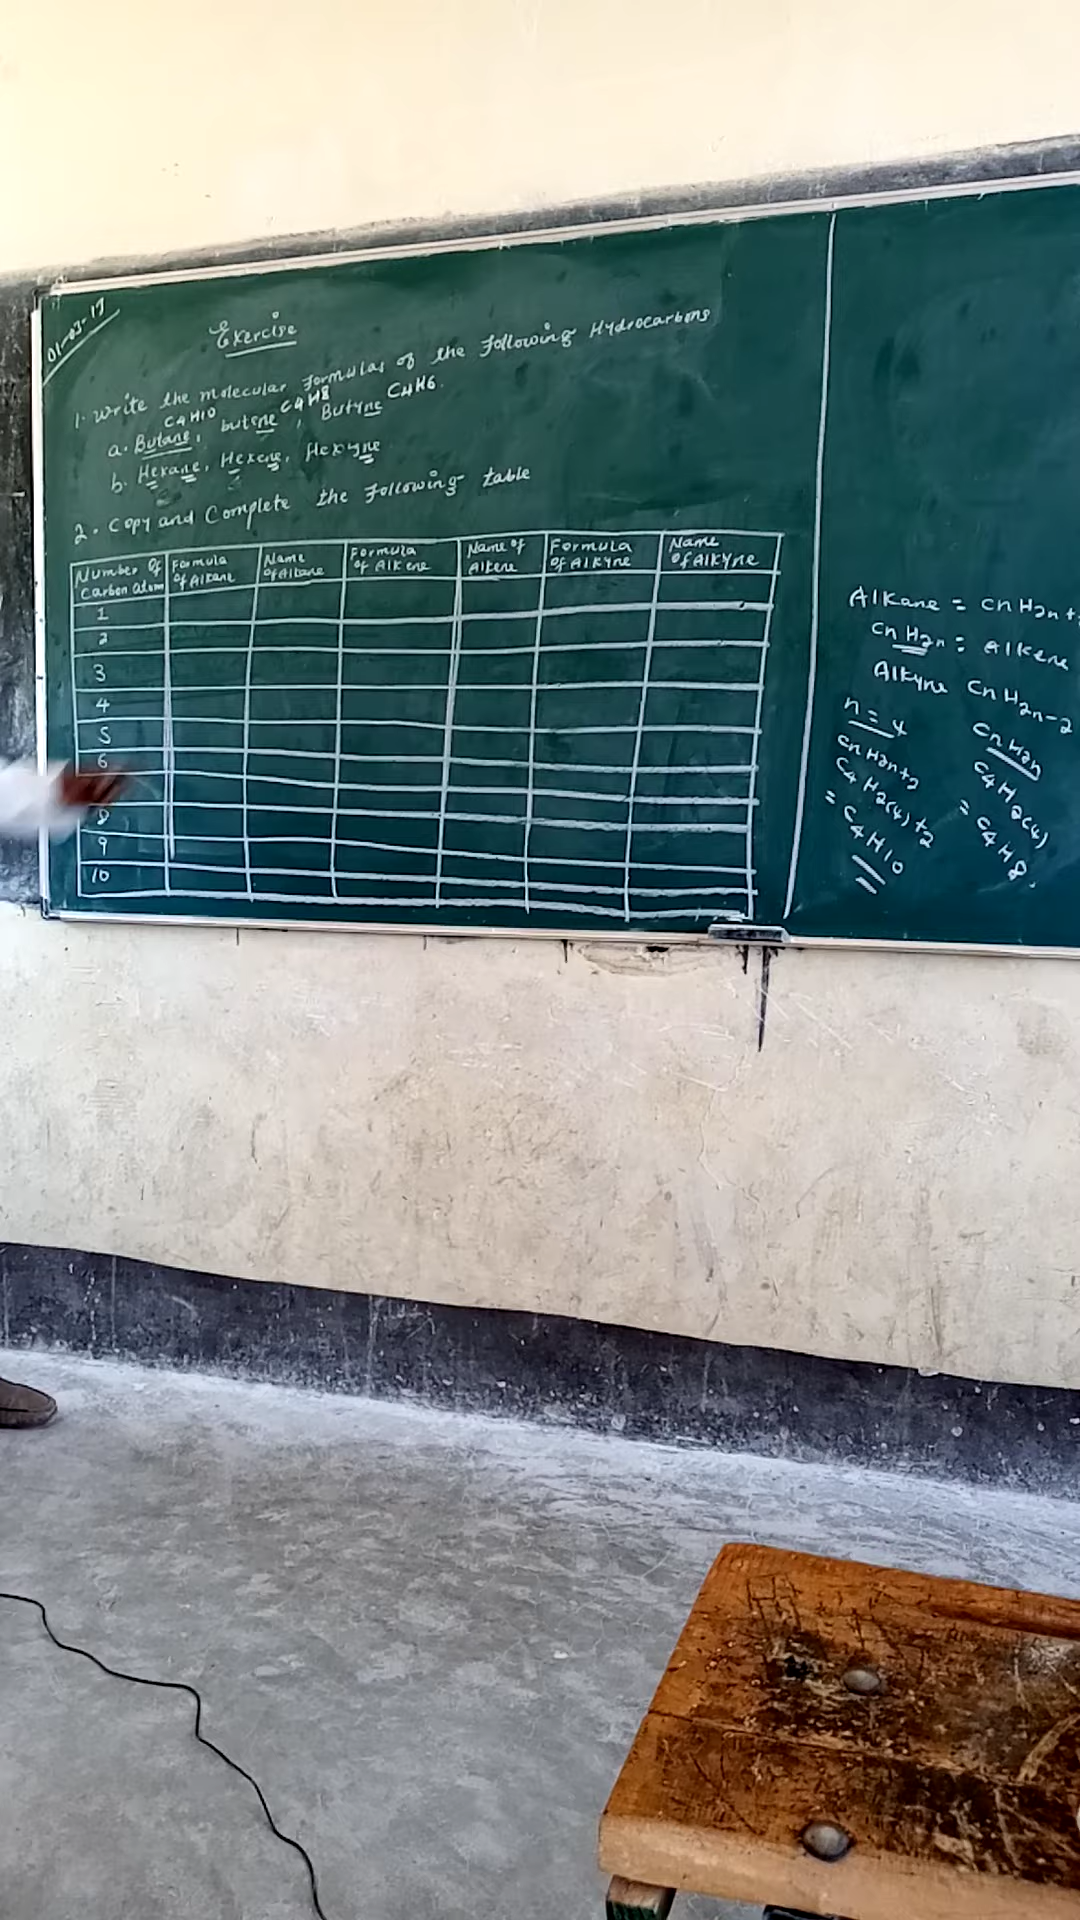 01-03-17
Exercise
1. Write the molecular formulas of the following Hydrocarbons
C4H10 C4H8 C4H6.
a. Butane, butene, Butyne
b. Hexane, Hexene, Hexyne
2. Copy and Complete the following table
Number of Carbon atom Formula of Alkane Name of Alkane Formula of Alkene Name of Alkene Formula of Alkyne Name of Alkyne
1
2
3
4
5
6
8
9
10
Alkane = CnH2n+
CnH2n = Alkene
Alkyne CnH2n-2
n = 4
CnH2n+2
C4H2(4)+2
= C4H10
CnH2n
C4H2(4)
= C4H8.